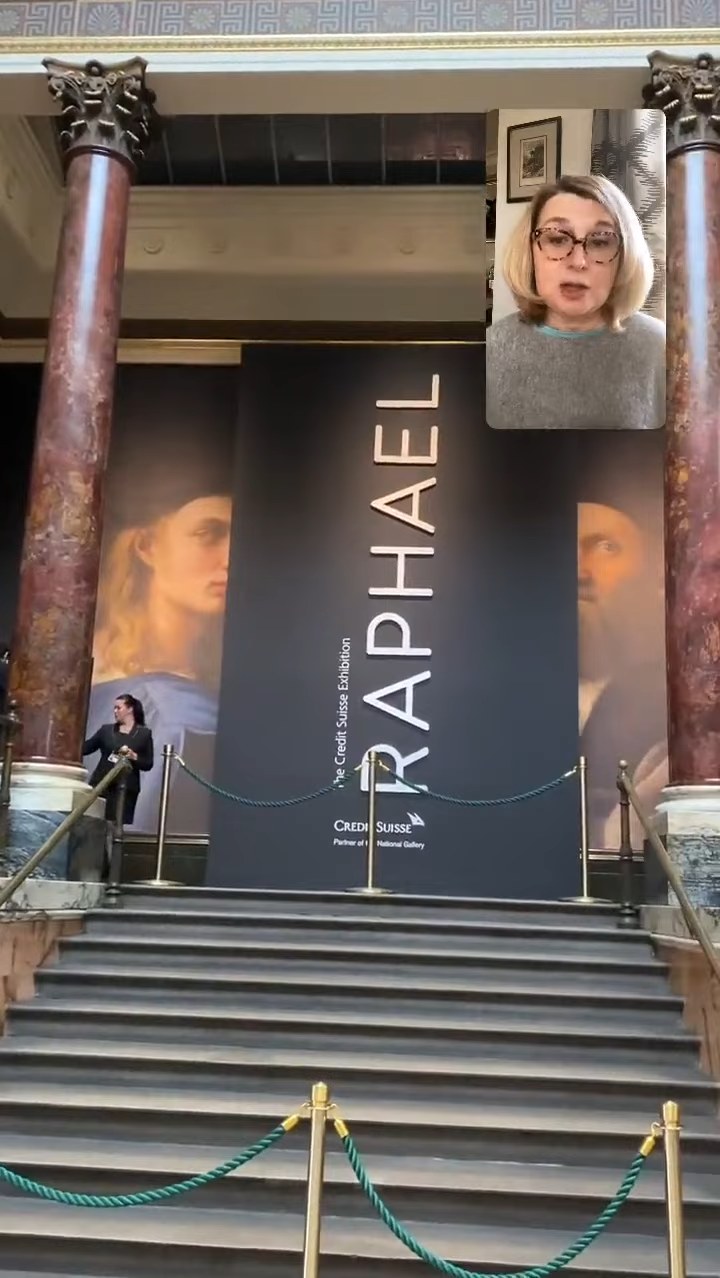 The Credit Suisse Exhibition
RAPHAEL
CREDIT SUISSE
Partner of the National Gallery